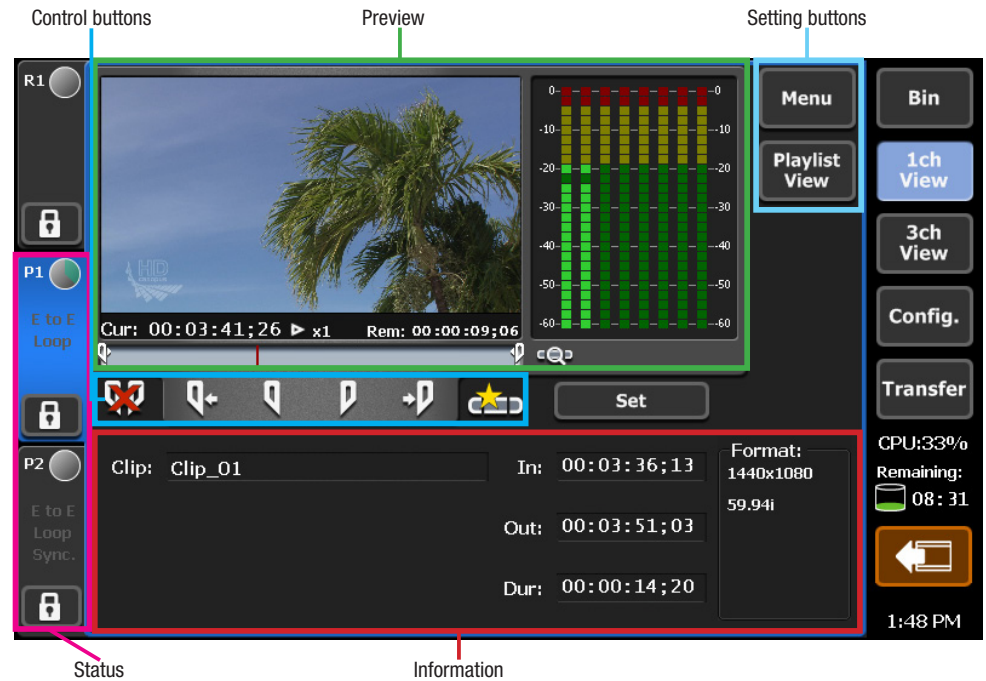 Control buttons
Preview
Setting buttons
R1
0 0
-10 -10
-20 -20
-30 -30
-40 -40
-50 -50
-60 -60
HD
Cur: 00:03:41;26 x1 Rem: 00:00:09;06
Menu
Playlist
View
Bin
1ch
View
3ch
View
Config.
Transfer
P1
E to E
Loop
Set
P2
E to E
Loop
Sync.
Clip: Clip_01
In: 00:03:36;13
Out: 00:03:51;03
Dur: 00:00:14;20
Format:
1440x1080
59.94i
CPU:33%
Remaining:
08:31
1:48 PM
Status
Information